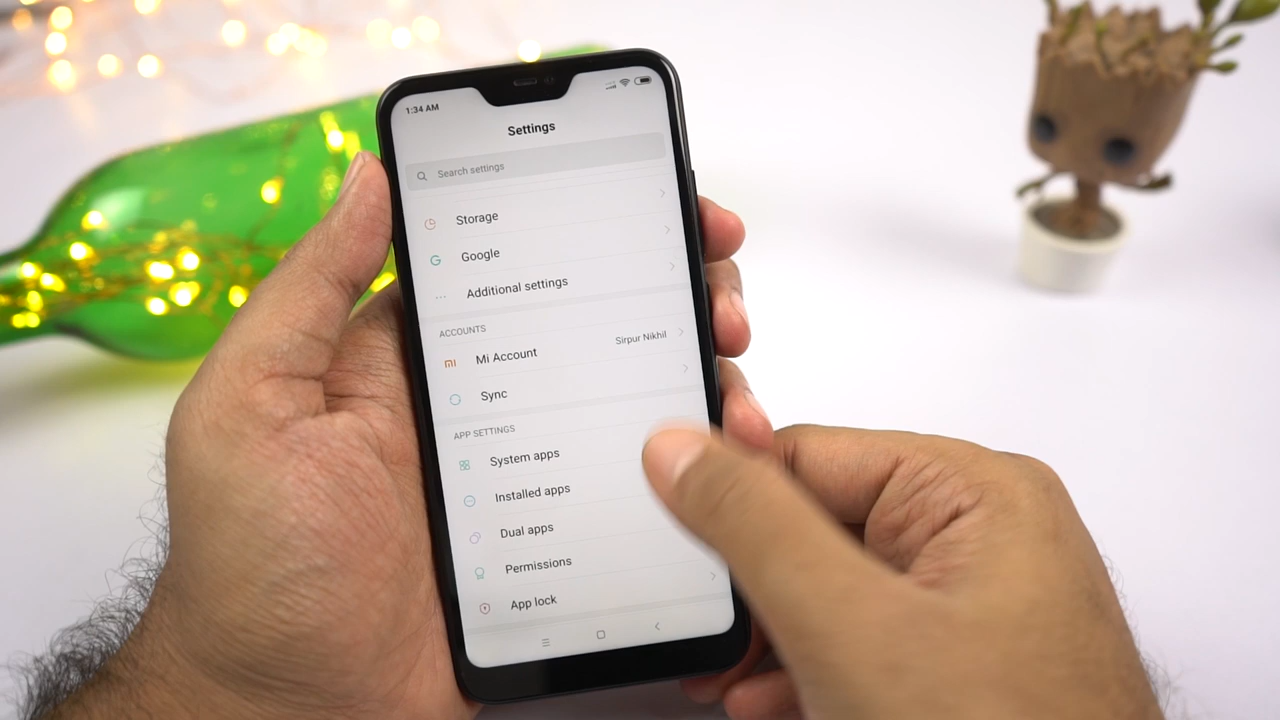 1:34 AM
Settings
Search settings
Storage
Google
Additional settings
ACCOUNTS
Mi Account Sirpur Nikhil
Sync
APP SETTINGS
System apps
Installed apps
Dual apps
Permissions
App lock